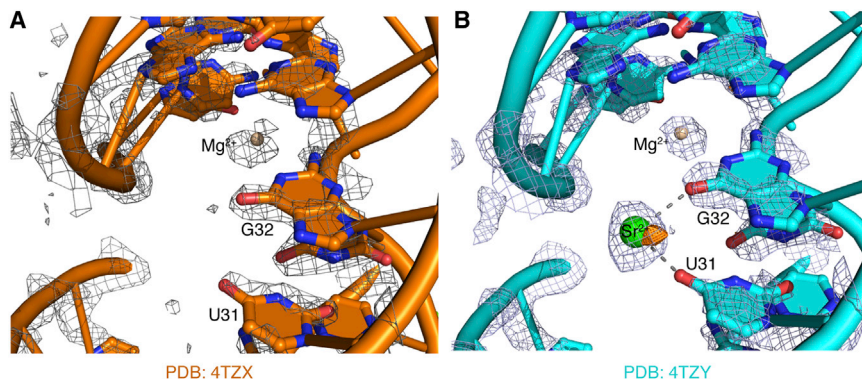 A
B
Mg²⁺
Mg²⁺
Sr²⁺
G32
G32
U31
U31
PDB: 4TZX
PDB: 4TZY